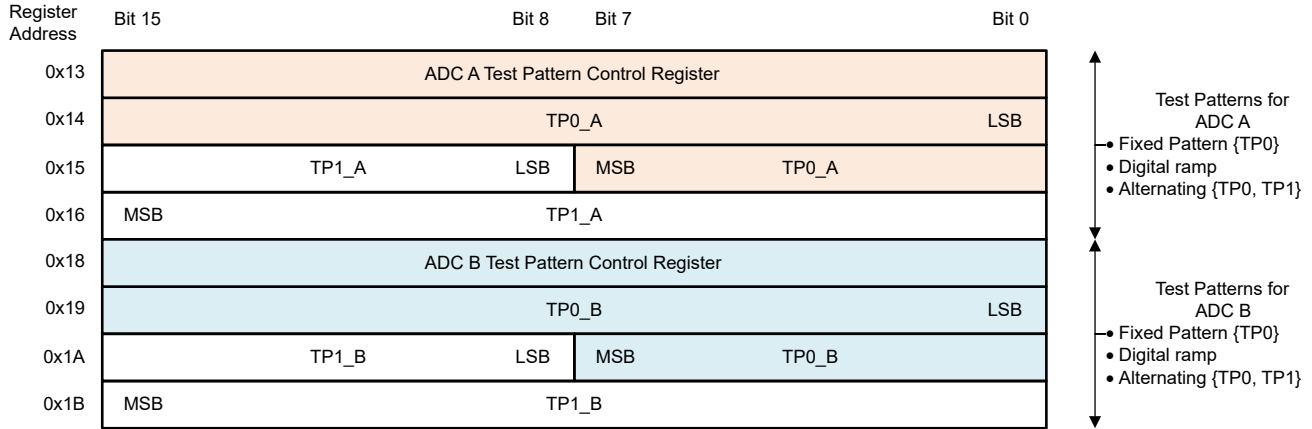 Register
Address
Bit 15 Bit 8 Bit 7 Bit 0
0x13 ADC A Test Pattern Control Register
0x14 TP0_A LSB
0x15 TP1_A LSB MSB TP0_A
0x16 MSB TP1_A
Test Patterns for
ADC A
• Fixed Pattern {TP0}
• Digital ramp
• Alternating {TP0, TP1}
0x18 ADC B Test Pattern Control Register
0x19 TP0_B LSB
0x1A TP1_B LSB MSB TP0_B
0x1B MSB TP1_B
Test Patterns for
ADC B
• Fixed Pattern {TP0}
• Digital ramp
• Alternating {TP0, TP1}